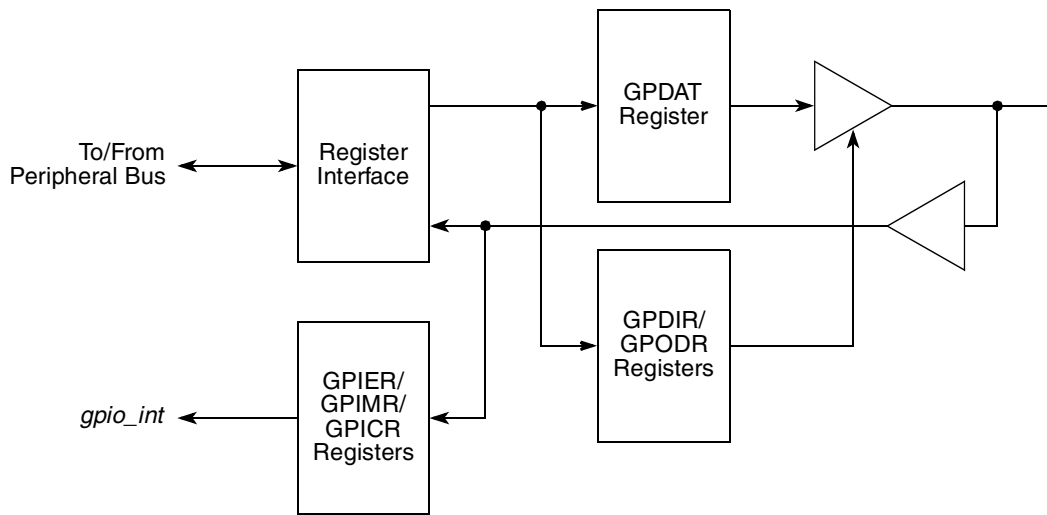 GPDAT
Register
To/From
Peripheral Bus
Register
Interface
GPDIR/
GPODR
Registers
GPIER/
GPIMR/
GPICR
Registers
gpio_int